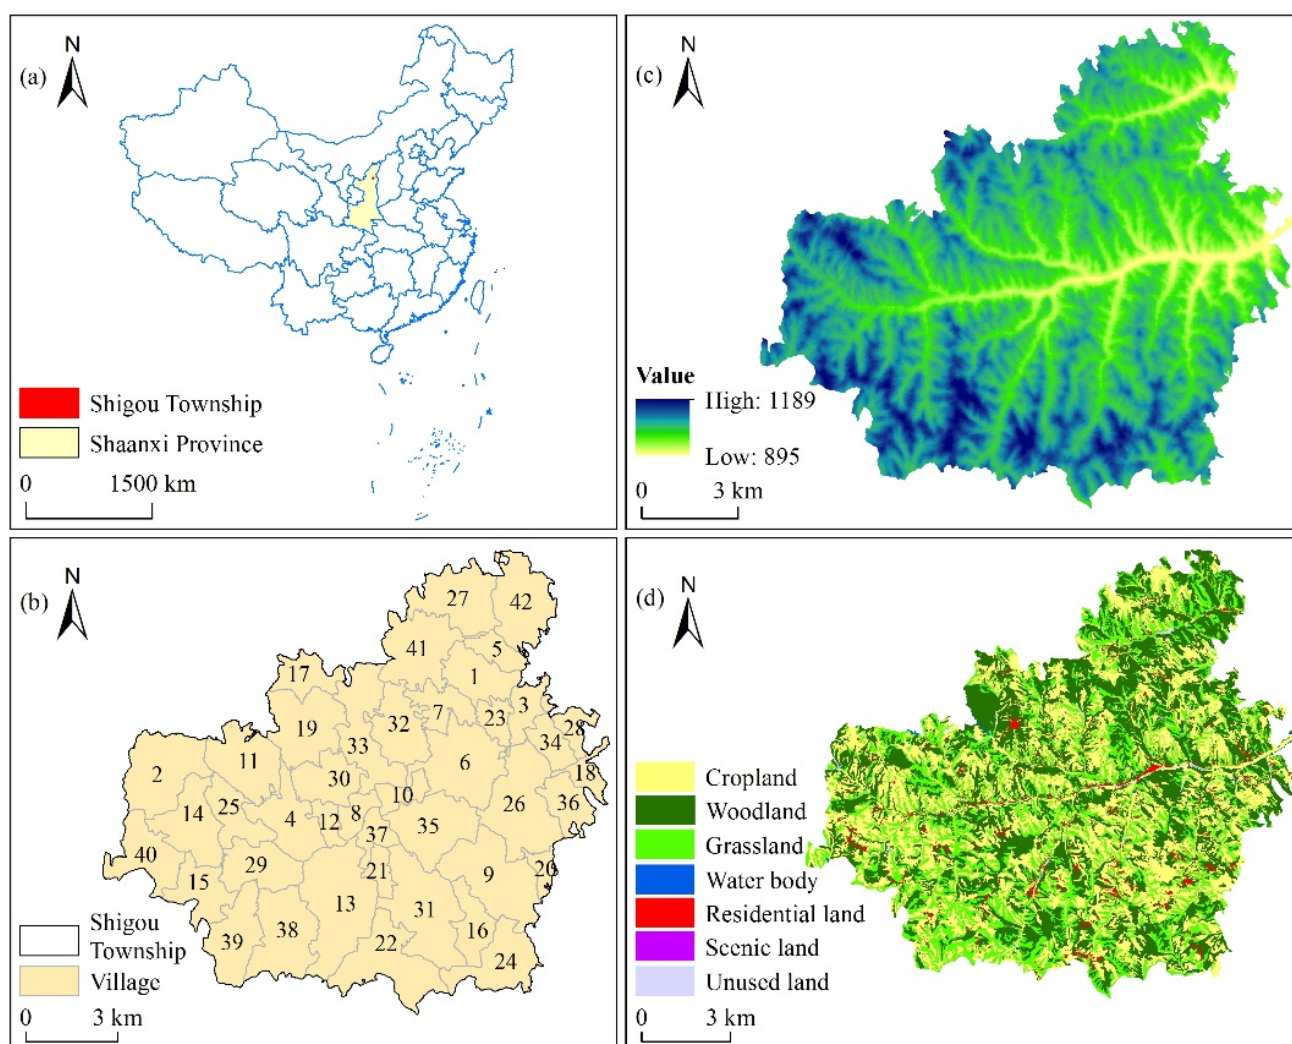 (a)
N
Shigou Township
Shaanxi Province
0 1500 km
(c)
N
Value
High: 1189
Low: 895
0 3 km
(b)
N
27 42
41 5
17 1
3
19 32 7 23
28
11 33 34
2 6
30 18
10 26 36
14 25 4 12 8 35
37
40 29 21 9 20
15
13 31
39 38 22 16
24
Shigou
Township
Village
0 3 km
(d)
N
Cropland
Woodland
Grassland
Water body
Residential land
Scenic land
Unused land
0 3 km